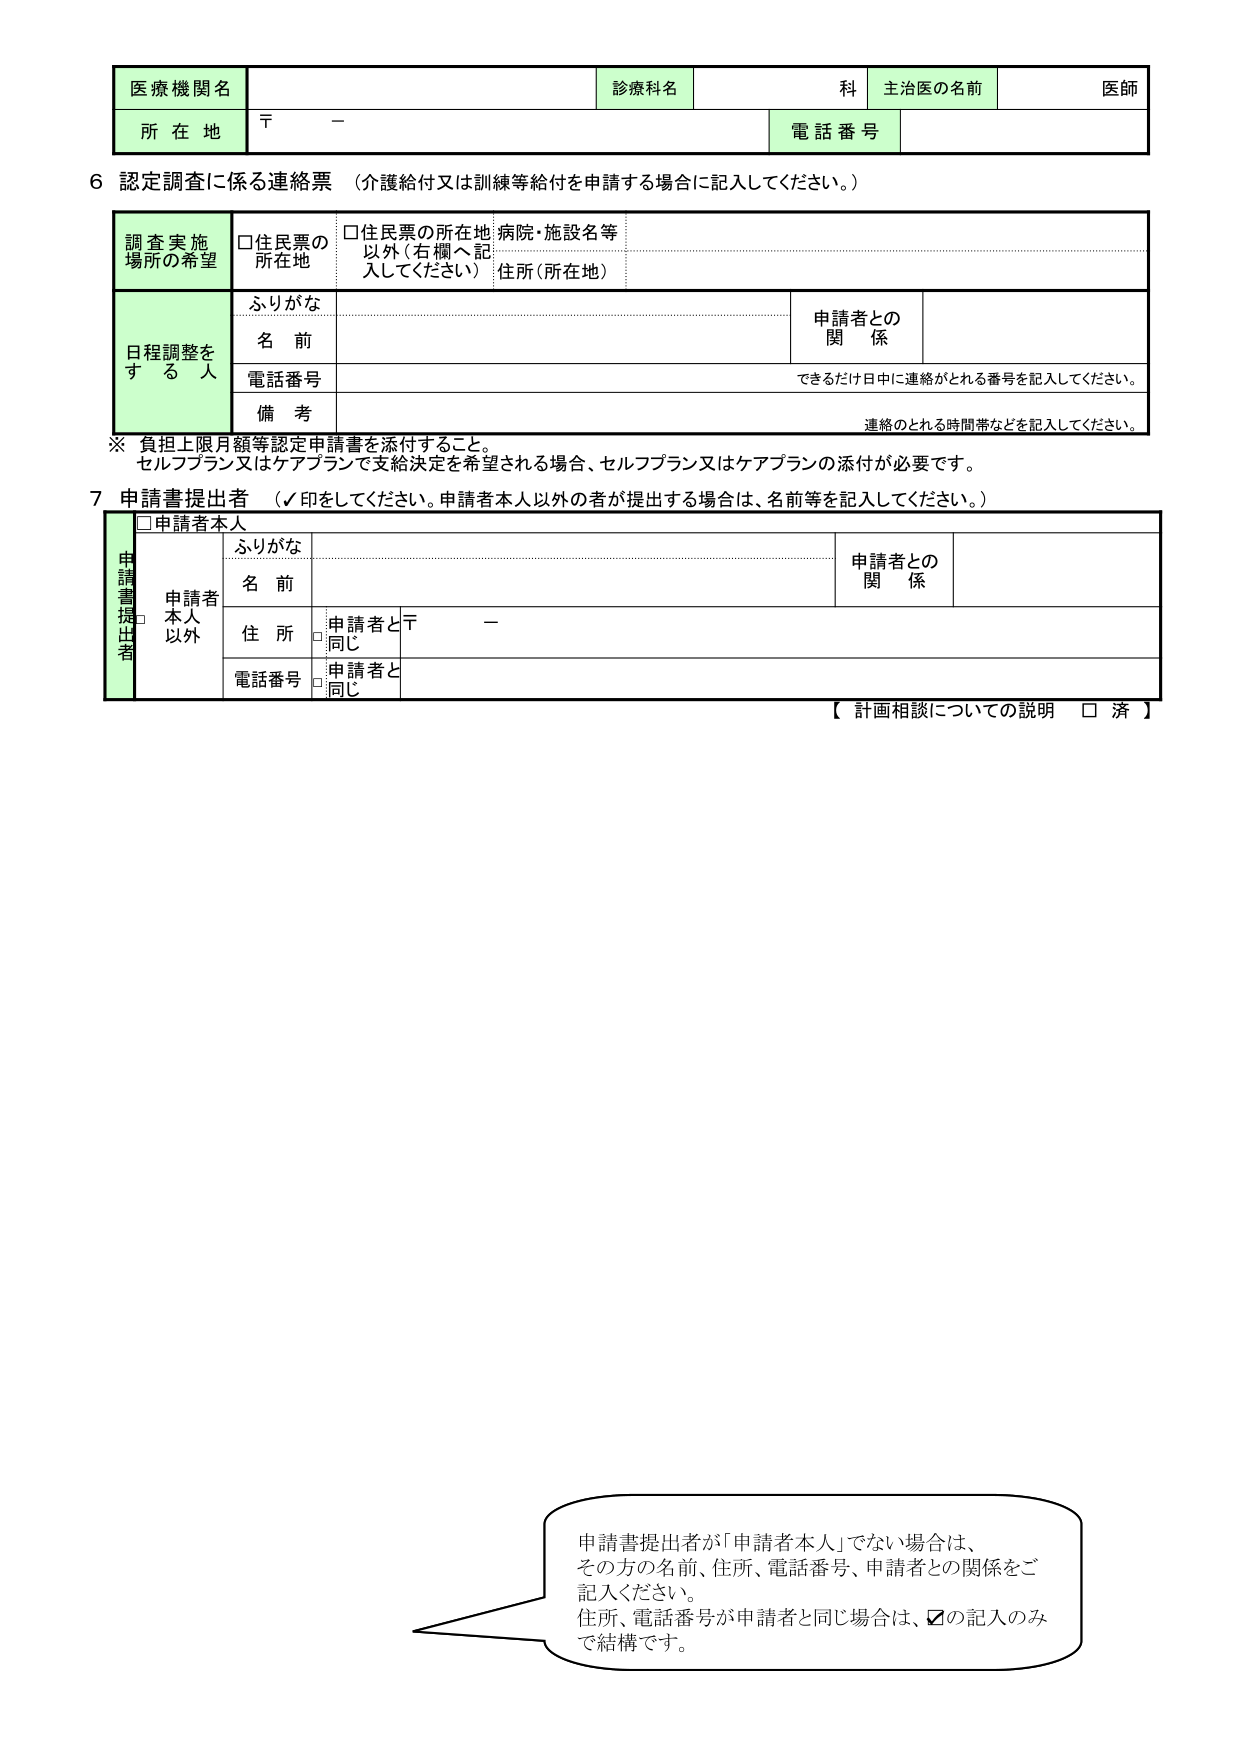 医療機関名 診療科名 科 主治医の名前 医師
所在地 〒 － 電話番号
6 認定調査に係る連絡票 （介護給付又は訓練等給付を申請する場合に記入してください。）
調査実施
場所の希望
□住民票の
所在地
□住民票の所在地
以外（右欄へ記
入してください）
病院・施設名等
住所（所在地）
日程調整を
する人
ふりがな
名 前
申請者との
関 係
電話番号 できるだけ日中に連絡がとれる番号を記入してください。
備 考 連絡のとれる時間帯などを記入してください。
※ 負担上限月額等認定申請書を添付すること。
セルフプラン又はケアプランで支給決定を希望される場合、セルフプラン又はケアプランの添付が必要です。
7 申請書提出者 （✓印をしてください。申請者本人以外の者が提出する場合は、名前等を記入してください。）
申請書提出者
□申請者本人
□ 申請者
本人
以外
ふりがな
名 前
申請者との
関 係
住 所 □ 申請者と
同じ
〒 －
電話番号 □ 申請者と
同じ
【 計画相談についての説明 □ 済 】
申請書提出者が「申請者本人」でない場合は、
その方の名前、住所、電話番号、申請者との関係をご
記入ください。
住所、電話番号が申請者と同じ場合は、☑の記入のみ
で結構です。